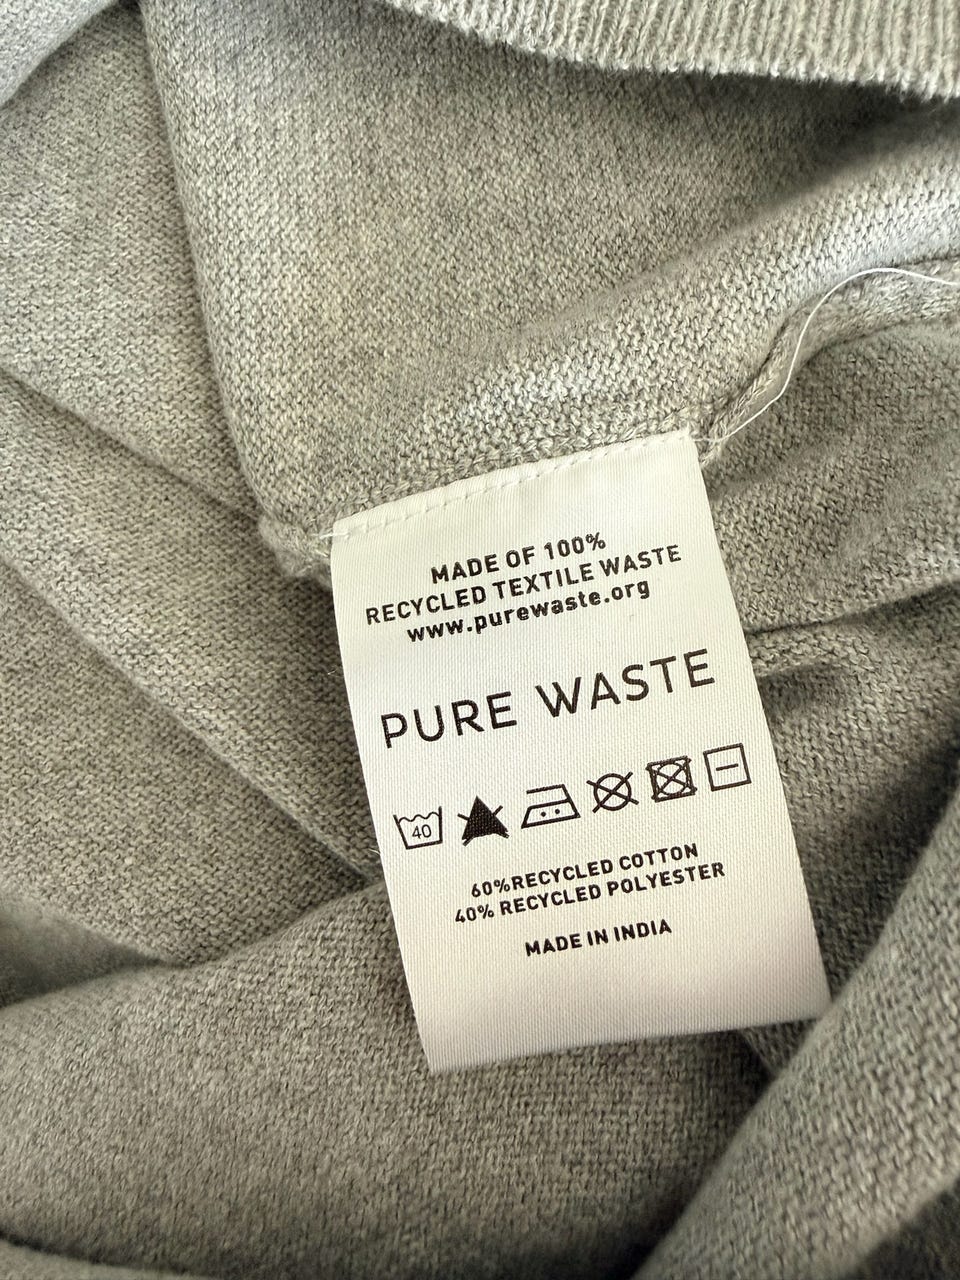 MADE OF 100%
RECYCLED TEXTILE WASTE
www.purewaste.org
PURE WASTE
40
60%RECYCLED COTTON
40% RECYCLED POLYESTER
MADE IN INDIA